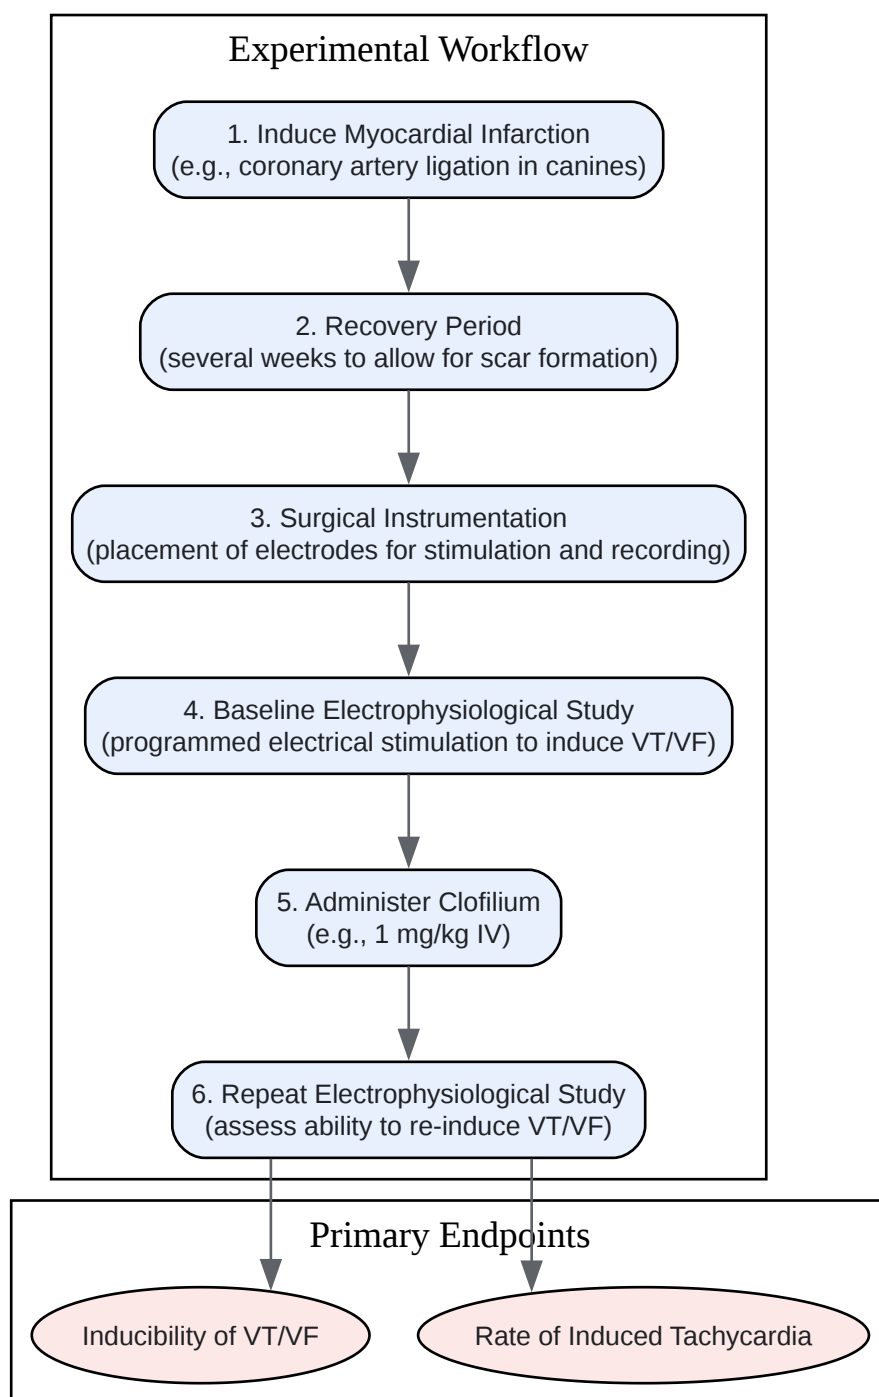 Experimental Workflow
1. Induce Myocardial Infarction
(e.g., coronary artery ligation in canines)
2. Recovery Period
(several weeks to allow for scar formation)
3. Surgical Instrumentation
(placement of electrodes for stimulation and recording)
4. Baseline Electrophysiological Study
(programmed electrical stimulation to induce VT/VF)
5. Administer Clofilium
(e.g., 1 mg/kg IV)
6. Repeat Electrophysiological Study
(assess ability to re-induce VT/VF)
Primary Endpoints
Inducibility of VT/VF
Rate of Induced Tachycardia